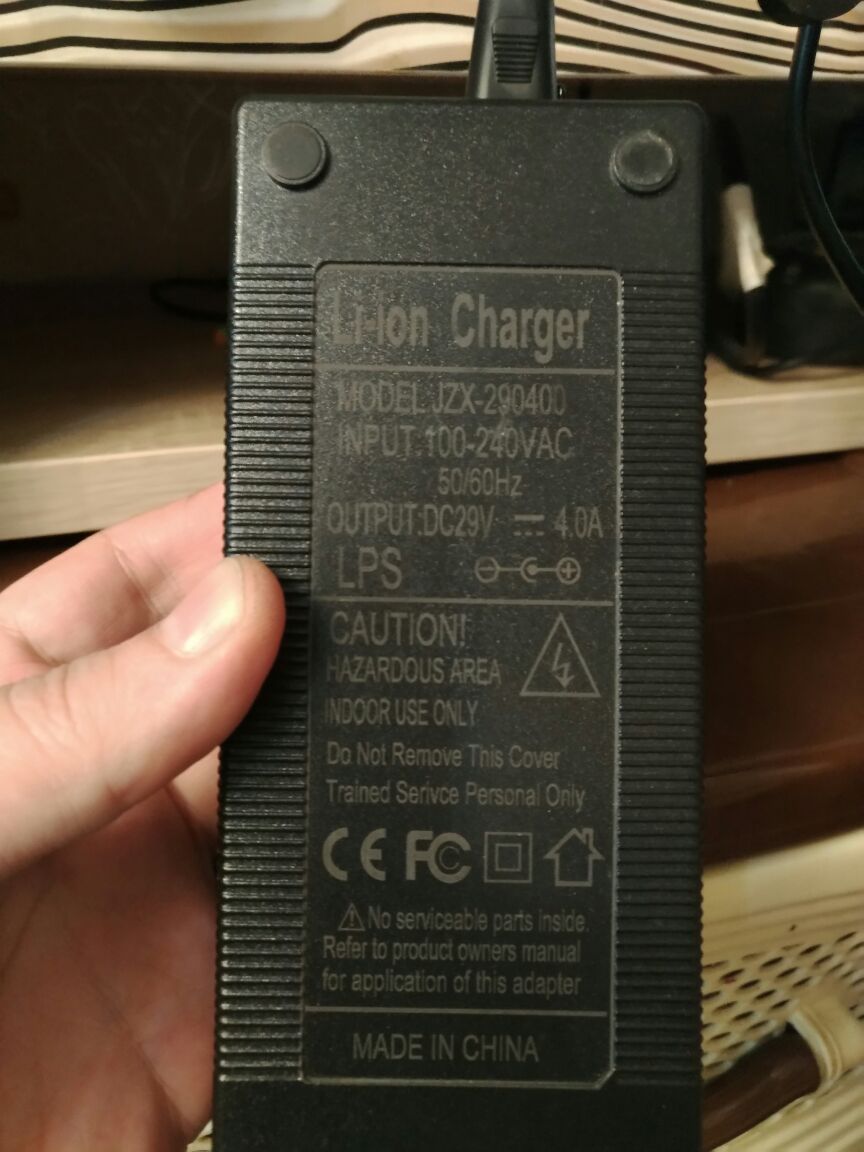 Li-Ion Charger
MODEL:JZX-290400
INPUT:100-240VAC
50/60Hz
OUTPUT:DC29V ⎓ 4.0A
LPS
CAUTION!
HAZARDOUS AREA
INDOOR USE ONLY
Do Not Remove This Cover
Trained Serivce Personal Only
CE FC
No serviceable parts inside.
Refer to product owners manual
for application of this adapter
MADE IN CHINA